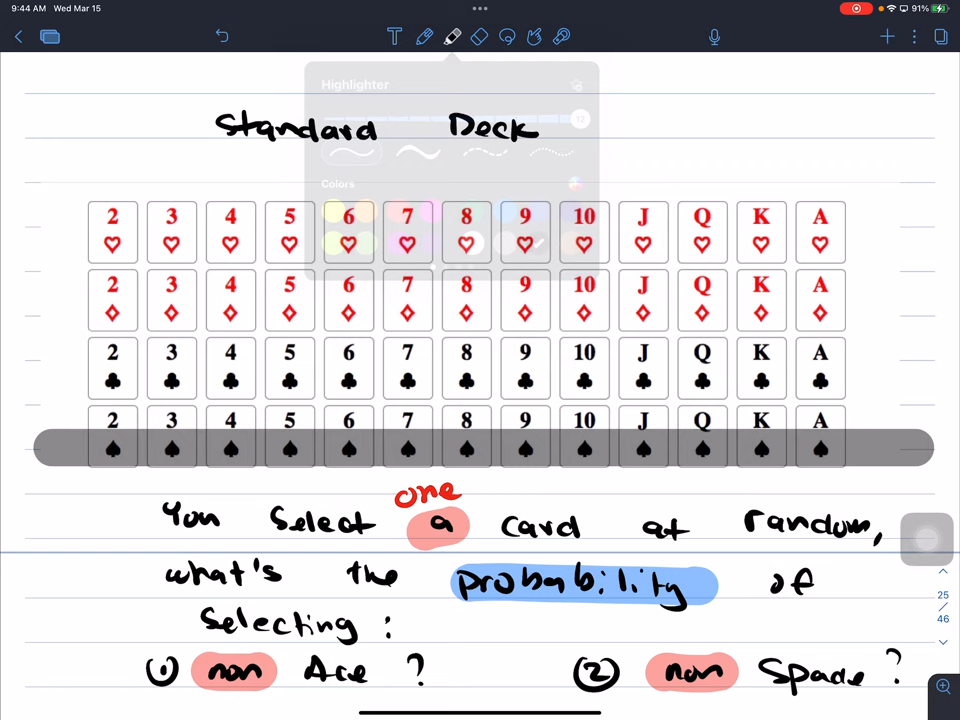 9:44 AM Wed Mar 15
91%
Highlighter
12
Standard Deck
Colors
2 3 4 5 6 7 8 9 10 J Q K A
♡ ♡ ♡ ♡ ♡ ♡ ♡ ♡ ♡ ♡ ♡ ♡ ♡
2 3 4 5 6 7 8 9 10 J Q K A
♢ ♢ ♢ ♢ ♢ ♢ ♢ ♢ ♢ ♢ ♢ ♢ ♢
2 3 4 5 6 7 8 9 10 J Q K A
♣ ♣ ♣ ♣ ♣ ♣ ♣ ♣ ♣ ♣ ♣ ♣ ♣
2 3 4 5 6 7 8 9 10 J Q K A
♠ ♠ ♠ ♠ ♠ ♠ ♠ ♠ ♠ ♠ ♠ ♠ ♠
one
You Select a card at random,
what's the probability of
Selecting :
① non Ace ? ② non Spade ?
25
/
46